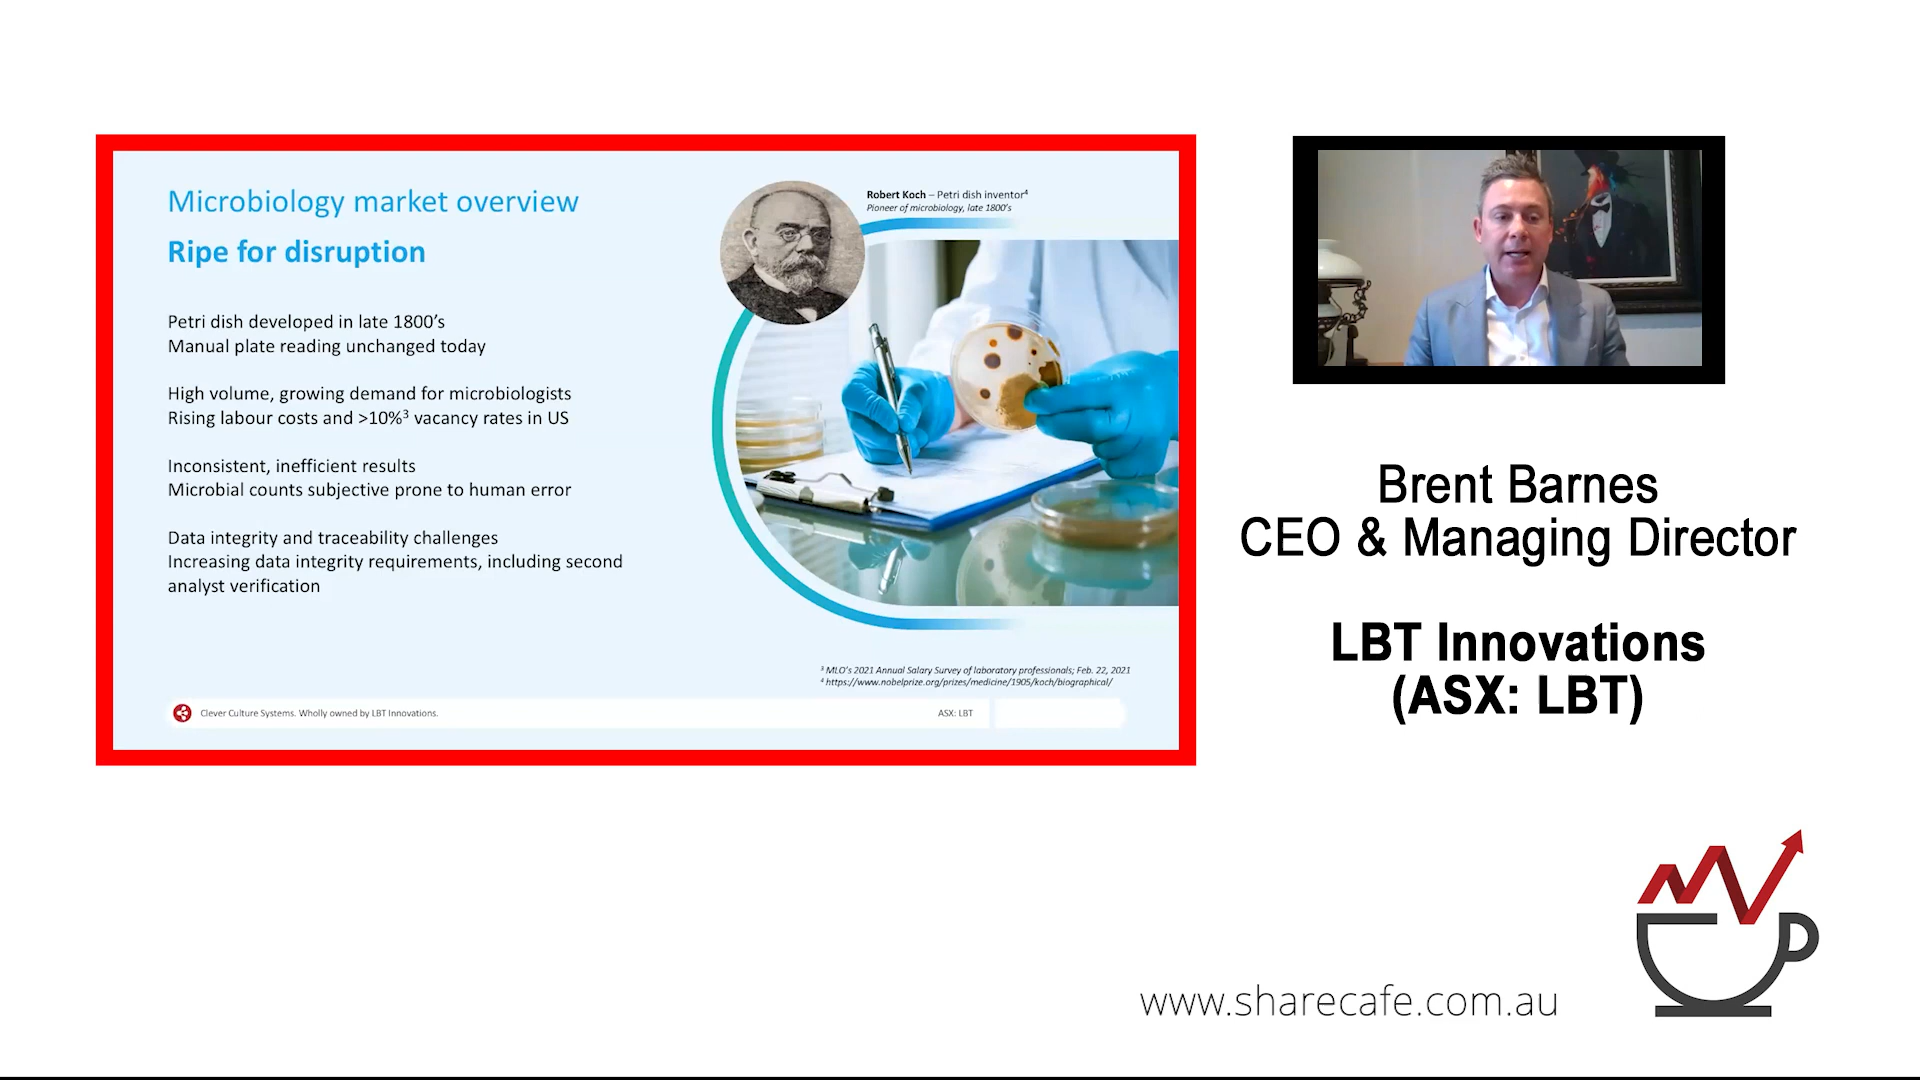 Microbiology market overview
Ripe for disruption
Petri dish developed in late 1800’s
Manual plate reading unchanged today
High volume, growing demand for microbiologists
Rising labour costs and >10%³ vacancy rates in US
Inconsistent, inefficient results
Microbial counts subjective prone to human error
Data integrity and traceability challenges
Increasing data integrity requirements, including second
analyst verification
Robert Koch – Petri dish inventor⁴
Pioneer of microbiology, late 1800’s
³ MLO’s 2021 Annual Salary Survey of laboratory professionals; Feb. 22, 2021
⁴ https://www.nobelprize.org/prizes/medicine/1905/koch/biographical/
Clever Culture Systems. Wholly owned by LBT Innovations.
ASX: LBT
Brent Barnes
CEO & Managing Director
LBT Innovations
(ASX: LBT)
www.sharecafe.com.au